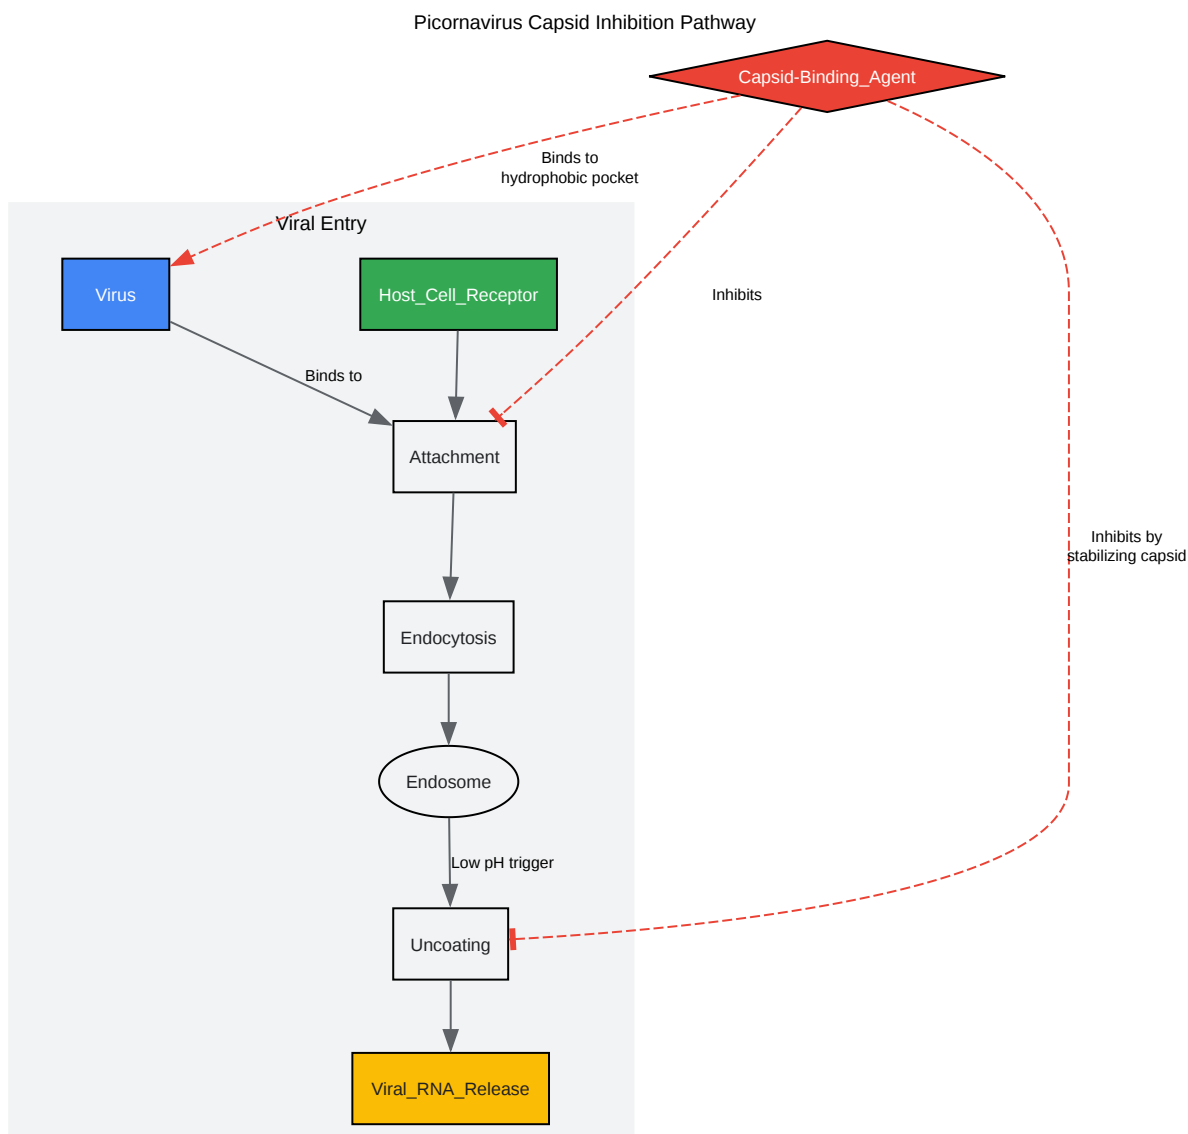 Picornavirus Capsid Inhibition Pathway
Capsid-Binding_Agent
Binds to
hydrophobic pocket
Viral Entry
Virus
Host_Cell_Receptor
Inhibits
Binds to
Attachment
Inhibits by
stabilizing capsid
Endocytosis
Endosome
Low pH trigger
Uncoating
Viral_RNA_Release